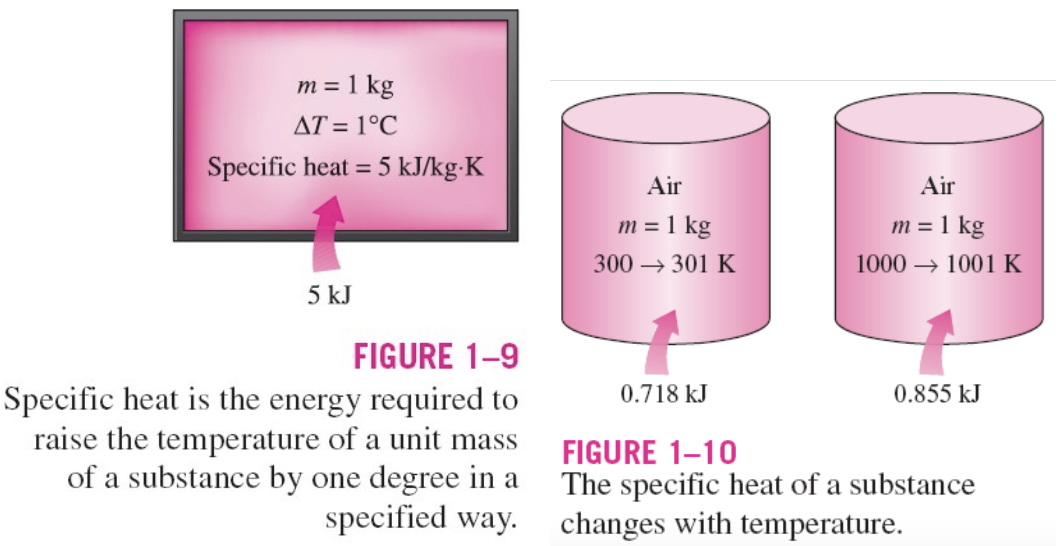 m = 1 kg
ΔT = 1°C
Specific heat = 5 kJ/kg·K
5 kJ
FIGURE 1–9
Specific heat is the energy required to
raise the temperature of a unit mass
of a substance by one degree in a
specified way.
Air
m = 1 kg
300 → 301 K
0.718 kJ
Air
m = 1 kg
1000 → 1001 K
0.855 kJ
FIGURE 1–10
The specific heat of a substance
changes with temperature.